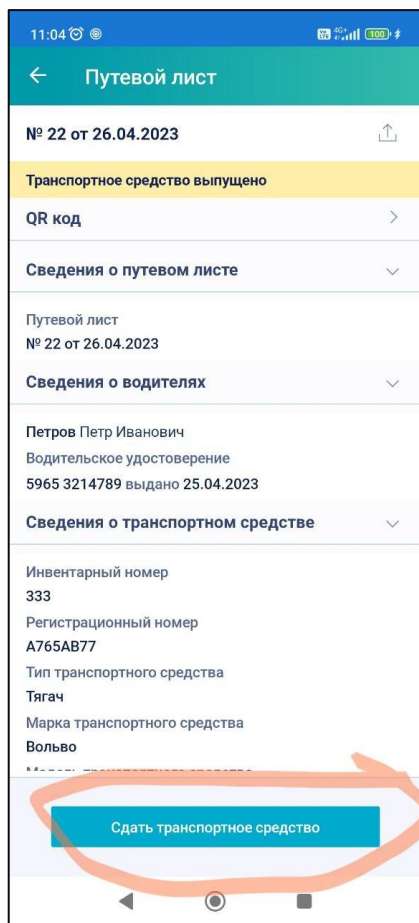 11:04
4G+
100
Путевой лист
№ 22 от 26.04.2023
Транспортное средство выпущено
QR код
Сведения о путевом листе
Путевой лист
№ 22 от 26.04.2023
Сведения о водителях
Петров Петр Иванович
Водительское удостоверение
5965 3214789 выдано 25.04.2023
Сведения о транспортном средстве
Инвентарный номер
333
Регистрационный номер
А765АВ77
Тип транспортного средства
Тягач
Марка транспортного средства
Вольво
Сдать транспортное средство